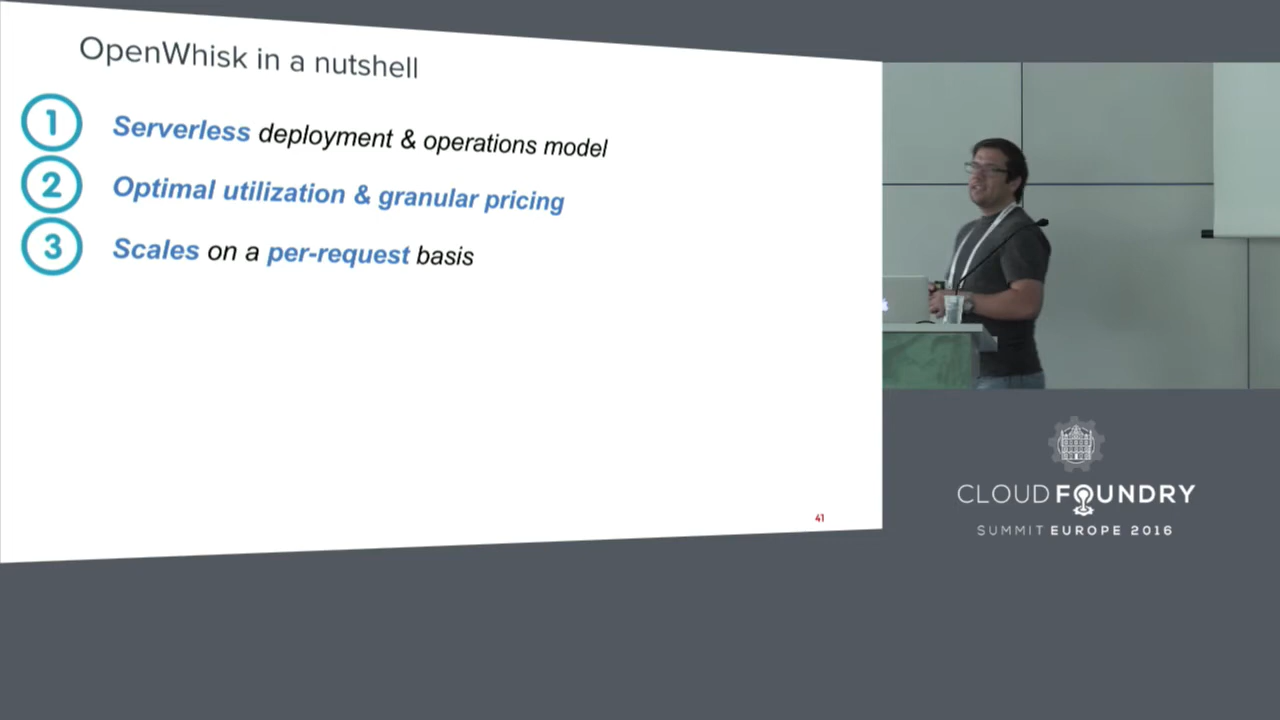 OpenWhisk in a nutshell
1 Serverless deployment & operations model
2 Optimal utilization & granular pricing
3 Scales on a per-request basis
41
CLOUD FOUNDRY
SUMMIT EUROPE 2016